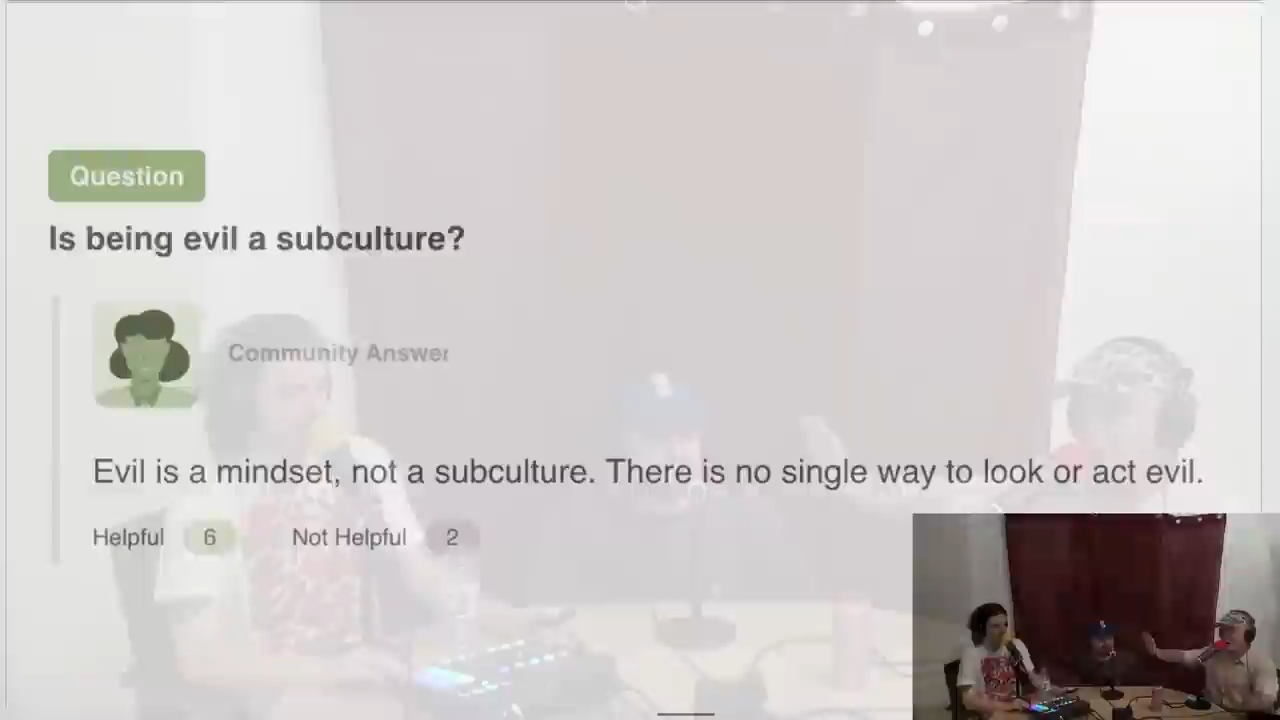 Question
Is being evil a subculture?
Community Answer
Evil is a mindset, not a subculture. There is no single way to look or act evil.
Helpful 6 Not Helpful 2